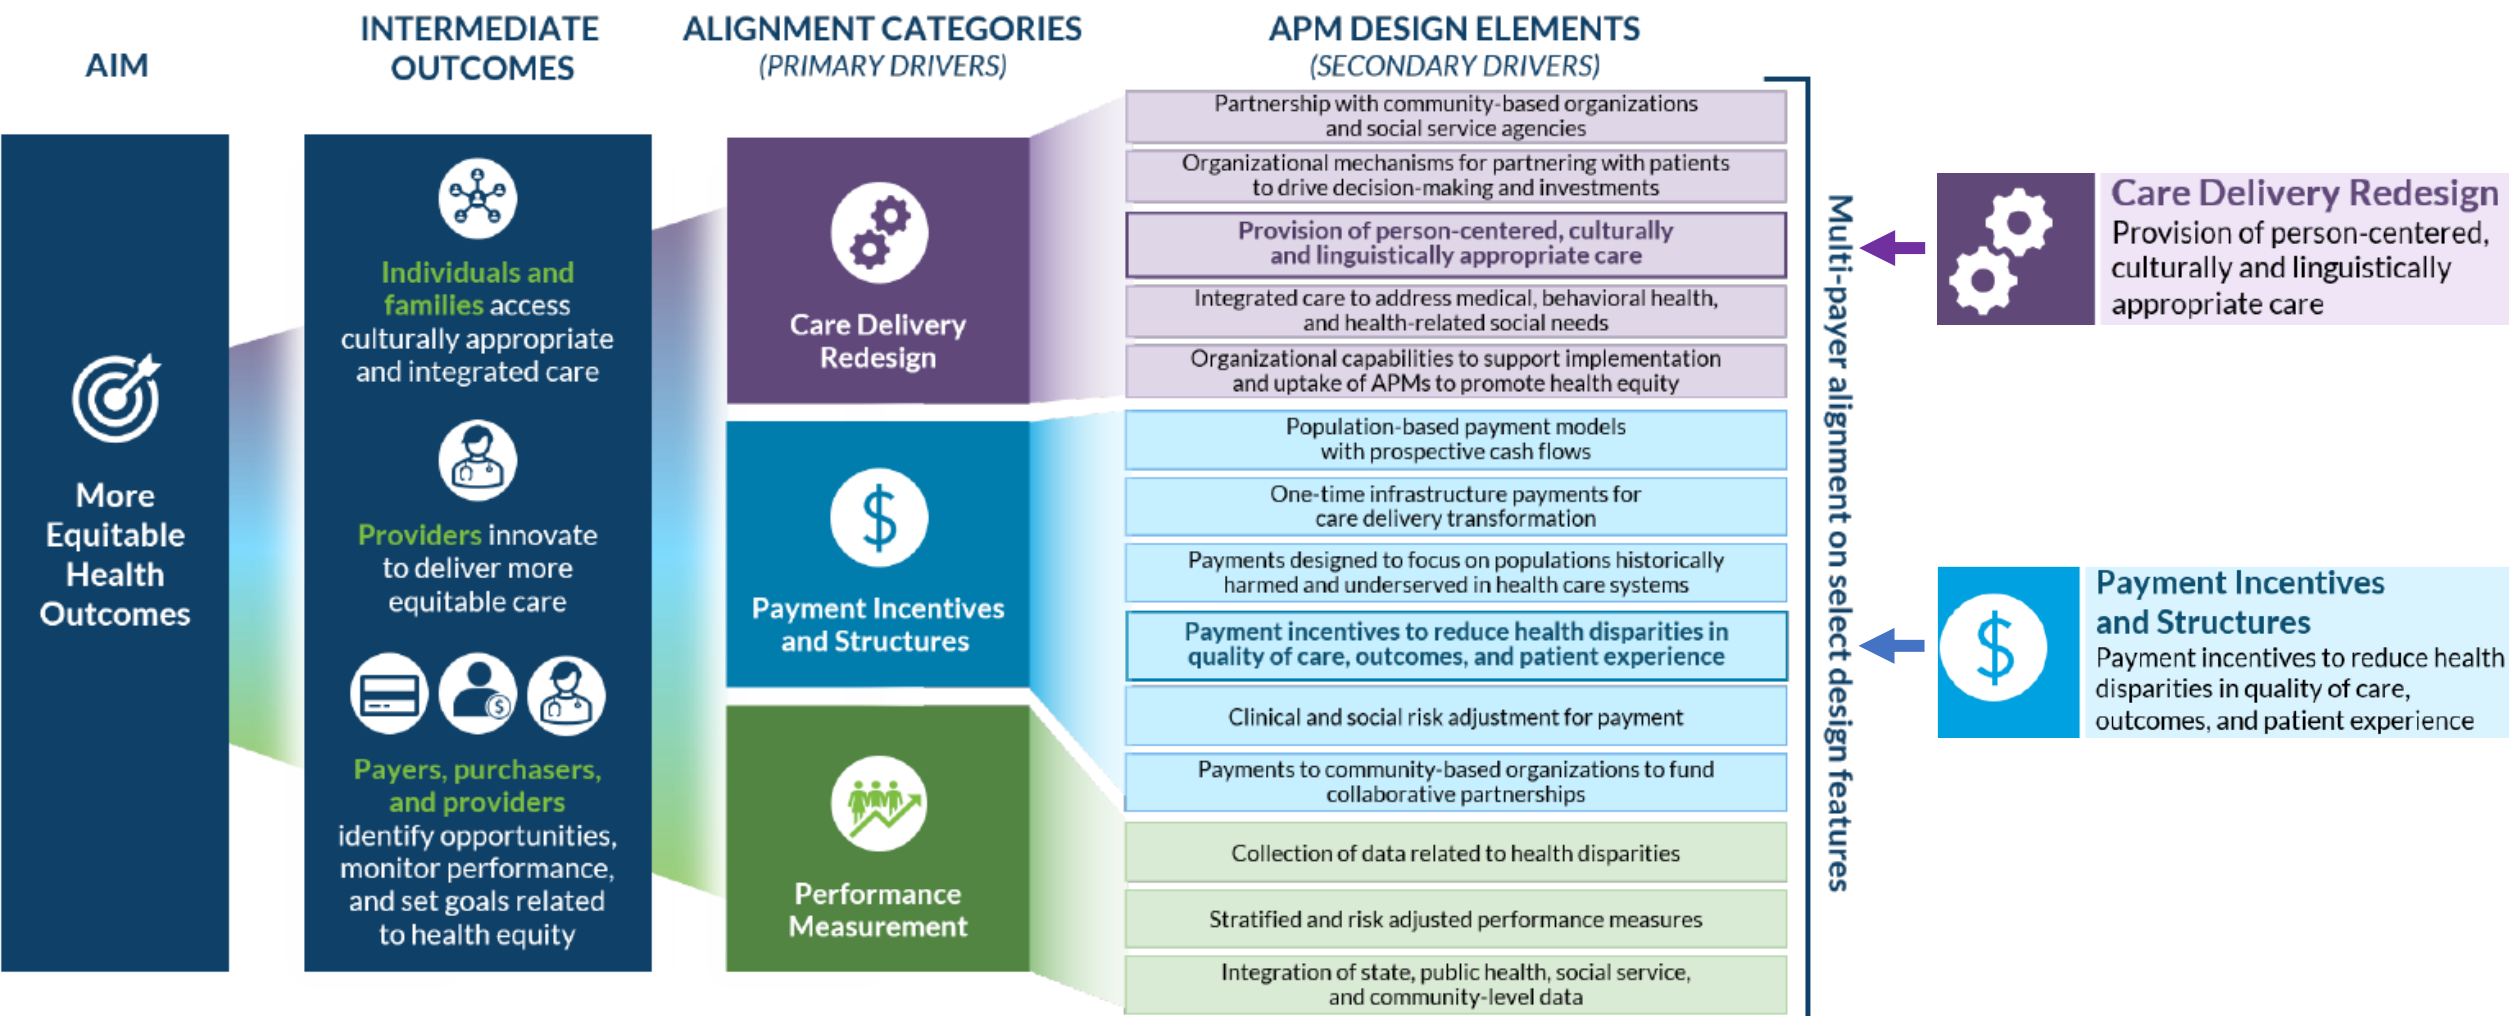 AIM
INTERMEDIATE
OUTCOMES
ALIGNMENT CATEGORIES
(PRIMARY DRIVERS)
APM DESIGN ELEMENTS
(SECONDARY DRIVERS)
More
Equitable
Health
Outcomes
Individuals and
families access
culturally appropriate
and integrated care
Providers innovate
to deliver more
equitable care
$
Payers, purchasers,
and providers
identify opportunities,
monitor performance,
and set goals related
to health equity
Care Delivery
Redesign
$
Payment Incentives
and Structures
Performance
Measurement
Partnership with community-based organizations
and social service agencies
Organizational mechanisms for partnering with patients
to drive decision-making and investments
Provision of person-centered, culturally
and linguistically appropriate care
Integrated care to address medical, behavioral health,
and health-related social needs
Organizational capabilities to support implementation
and uptake of APMs to promote health equity
Population-based payment models
with prospective cash flows
One-time infrastructure payments for
care delivery transformation
Payments designed to focus on populations historically
harmed and underserved in health care systems
Payment incentives to reduce health disparities in
quality of care, outcomes, and patient experience
Clinical and social risk adjustment for payment
Payments to community-based organizations to fund
collaborative partnerships
Collection of data related to health disparities
Stratified and risk adjusted performance measures
Integration of state, public health, social service,
and community-level data
Multi-payer alignment on select design features
Care Delivery Redesign
Provision of person-centered,
culturally and linguistically
appropriate care
$
Payment Incentives
and Structures
Payment incentives to reduce health
disparities in quality of care,
outcomes, and patient experience